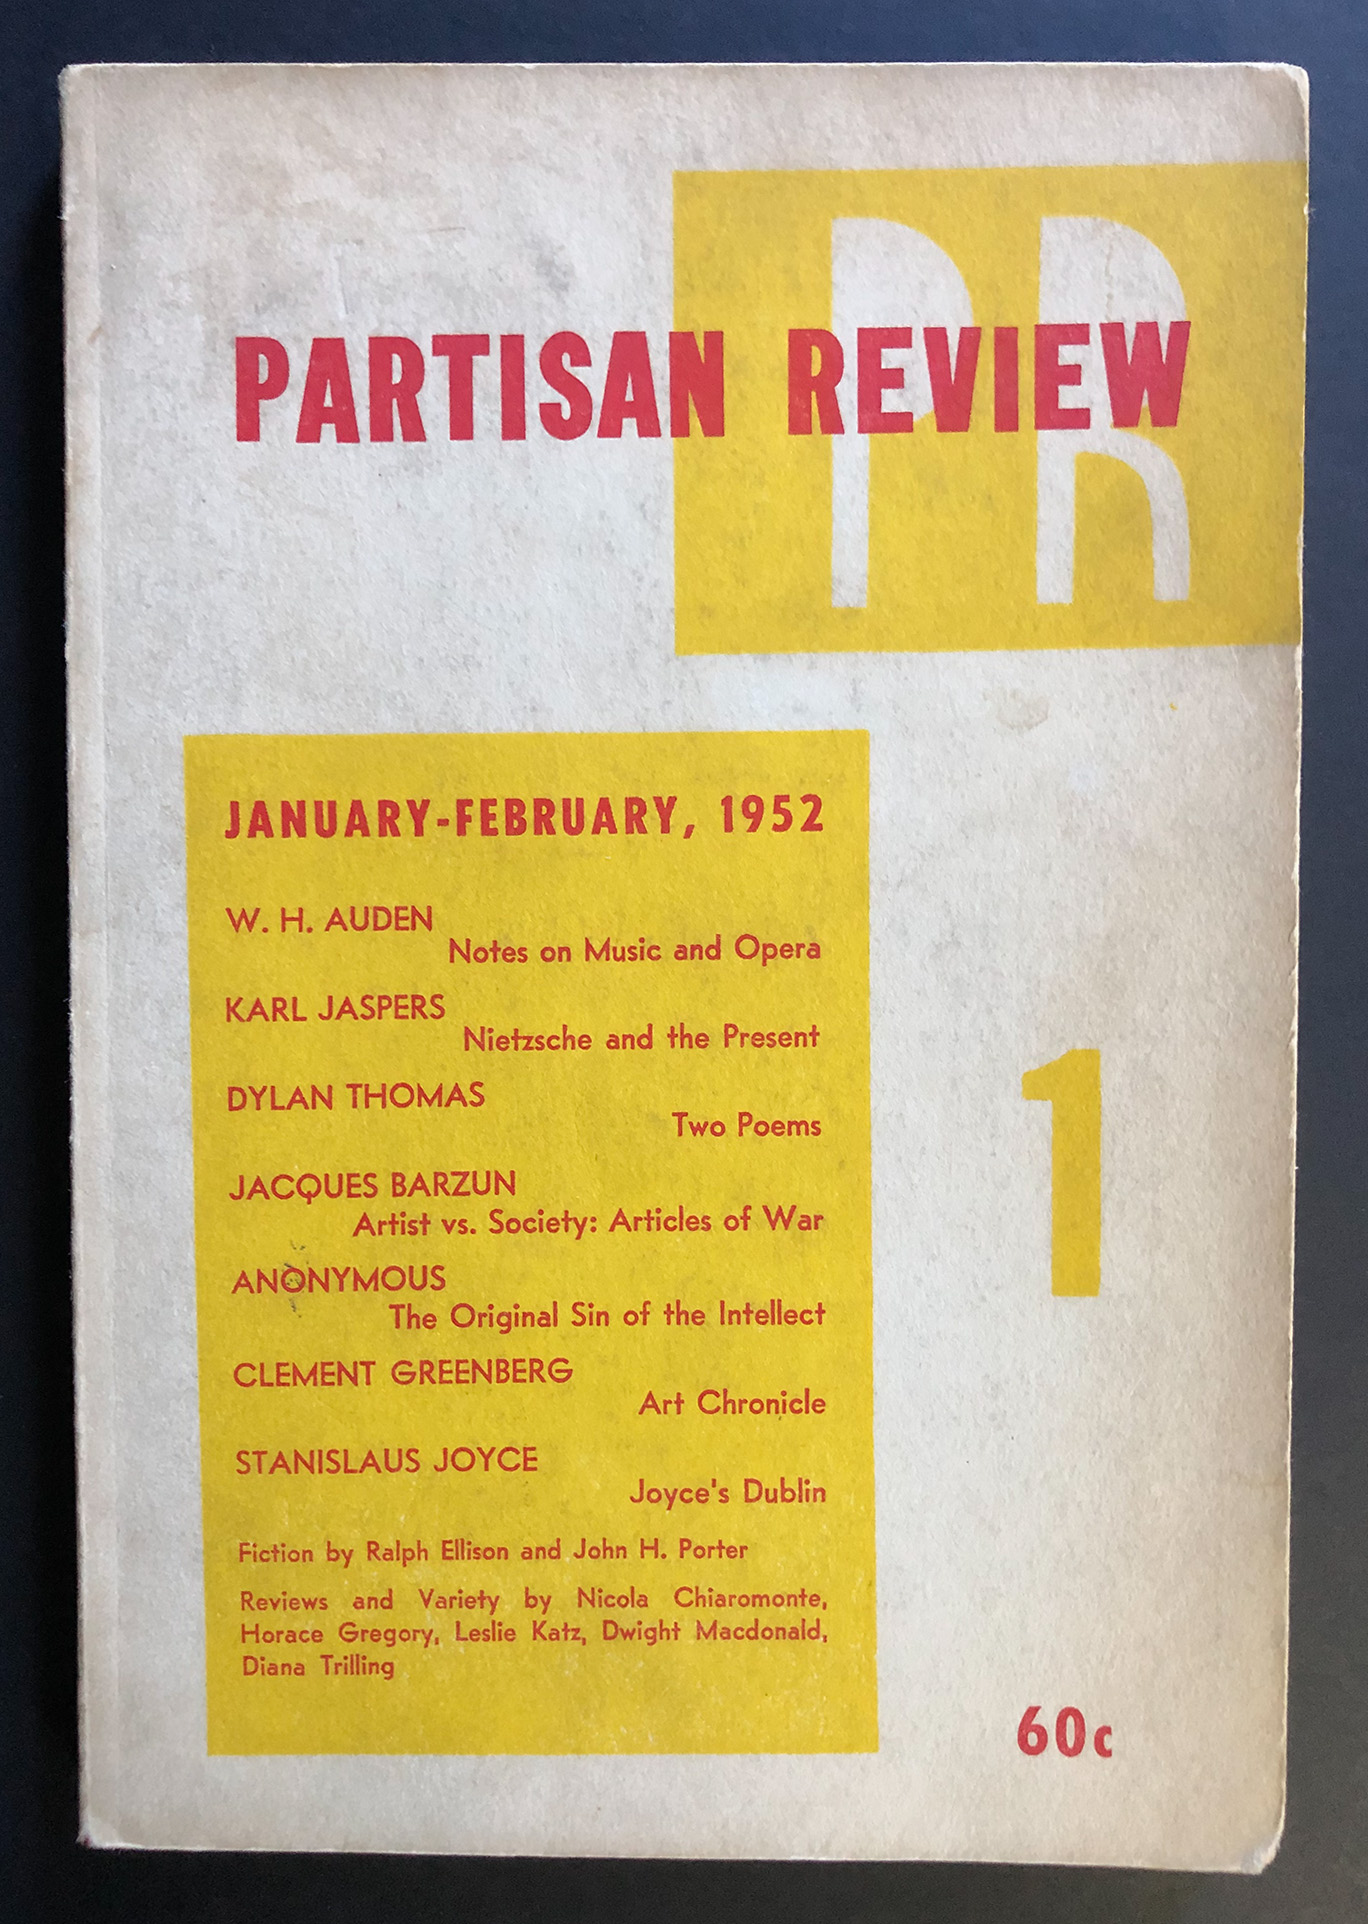 PR
PARTISAN REVIEW
JANUARY-FEBRUARY, 1952
W. H. AUDEN
Notes on Music and Opera
KARL JASPERS
Nietzsche and the Present
DYLAN THOMAS
Two Poems
JACQUES BARZUN
Artist vs. Society: Articles of War
ANONYMOUS
The Original Sin of the Intellect
CLEMENT GREENBERG
Art Chronicle
STANISLAUS JOYCE
Joyce's Dublin
Fiction by Ralph Ellison and John H. Porter
Reviews and Variety by Nicola Chiaromonte,
Horace Gregory, Leslie Katz, Dwight Macdonald,
Diana Trilling
1
60c